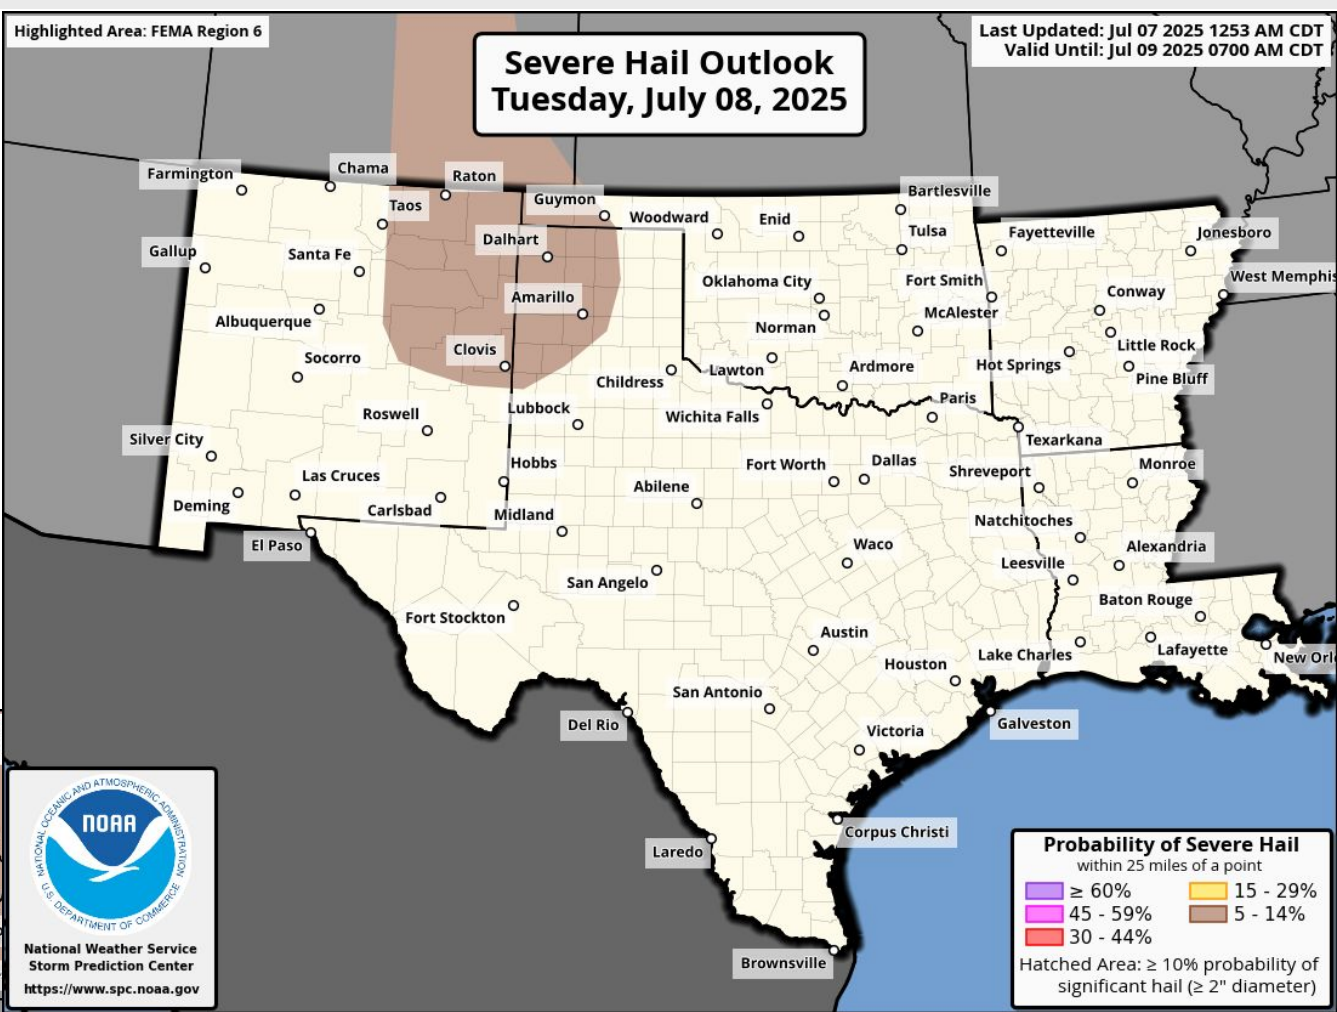 Highlighted Area: FEMA Region 6
Severe Hail Outlook
Tuesday, July 08, 2025
Last Updated: Jul 07 2025 1253 AM CDT
Valid Until: Jul 09 2025 0700 AM CDT
Farmington
Chama
Raton
Taos
Guymon
Woodward
Enid
Bartlesville
Tulsa
Fayetteville
Jonesboro
Gallup
Santa Fe
Dalhart
Oklahoma City
Fort Smith
West Memphis
Albuquerque
Amarillo
Norman
McAlester
Conway
Socorro
Clovis
Childress
Lawton
Ardmore
Hot Springs
Little Rock
Pine Bluff
Roswell
Lubbock
Wichita Falls
Paris
Silver City
Texarkana
Las Cruces
Hobbs
Abilene
Fort Worth
Dallas
Shreveport
Monroe
Deming
Carlsbad
Midland
Natchitoches
El Paso
San Angelo
Waco
Leesville
Alexandria
Fort Stockton
Baton Rouge
Austin
Houston
Lake Charles
Lafayette
New Orl
Del Rio
San Antonio
Victoria
Galveston
Laredo
Corpus Christi
Brownsville
NATIONAL OCEANIC AND ATMOSPHERIC ADMINISTRATION
NOAA
U.S. DEPARTMENT OF COMMERCE
National Weather Service
Storm Prediction Center
https://www.spc.noaa.gov
Probability of Severe Hail
within 25 miles of a point
≥ 60%
15 - 29%
45 - 59%
5 - 14%
30 - 44%
Hatched Area: ≥ 10% probability of
significant hail (≥ 2" diameter)